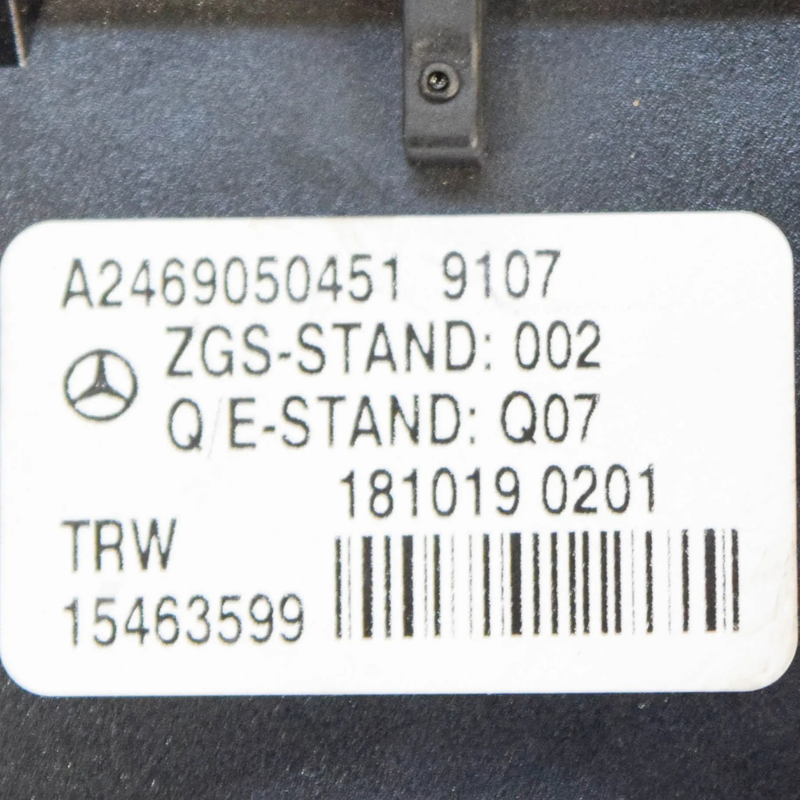 A2469050451 9107
ZGS-STAND: 002
Q/E-STAND: Q07
181019 0201
TRW
15463599